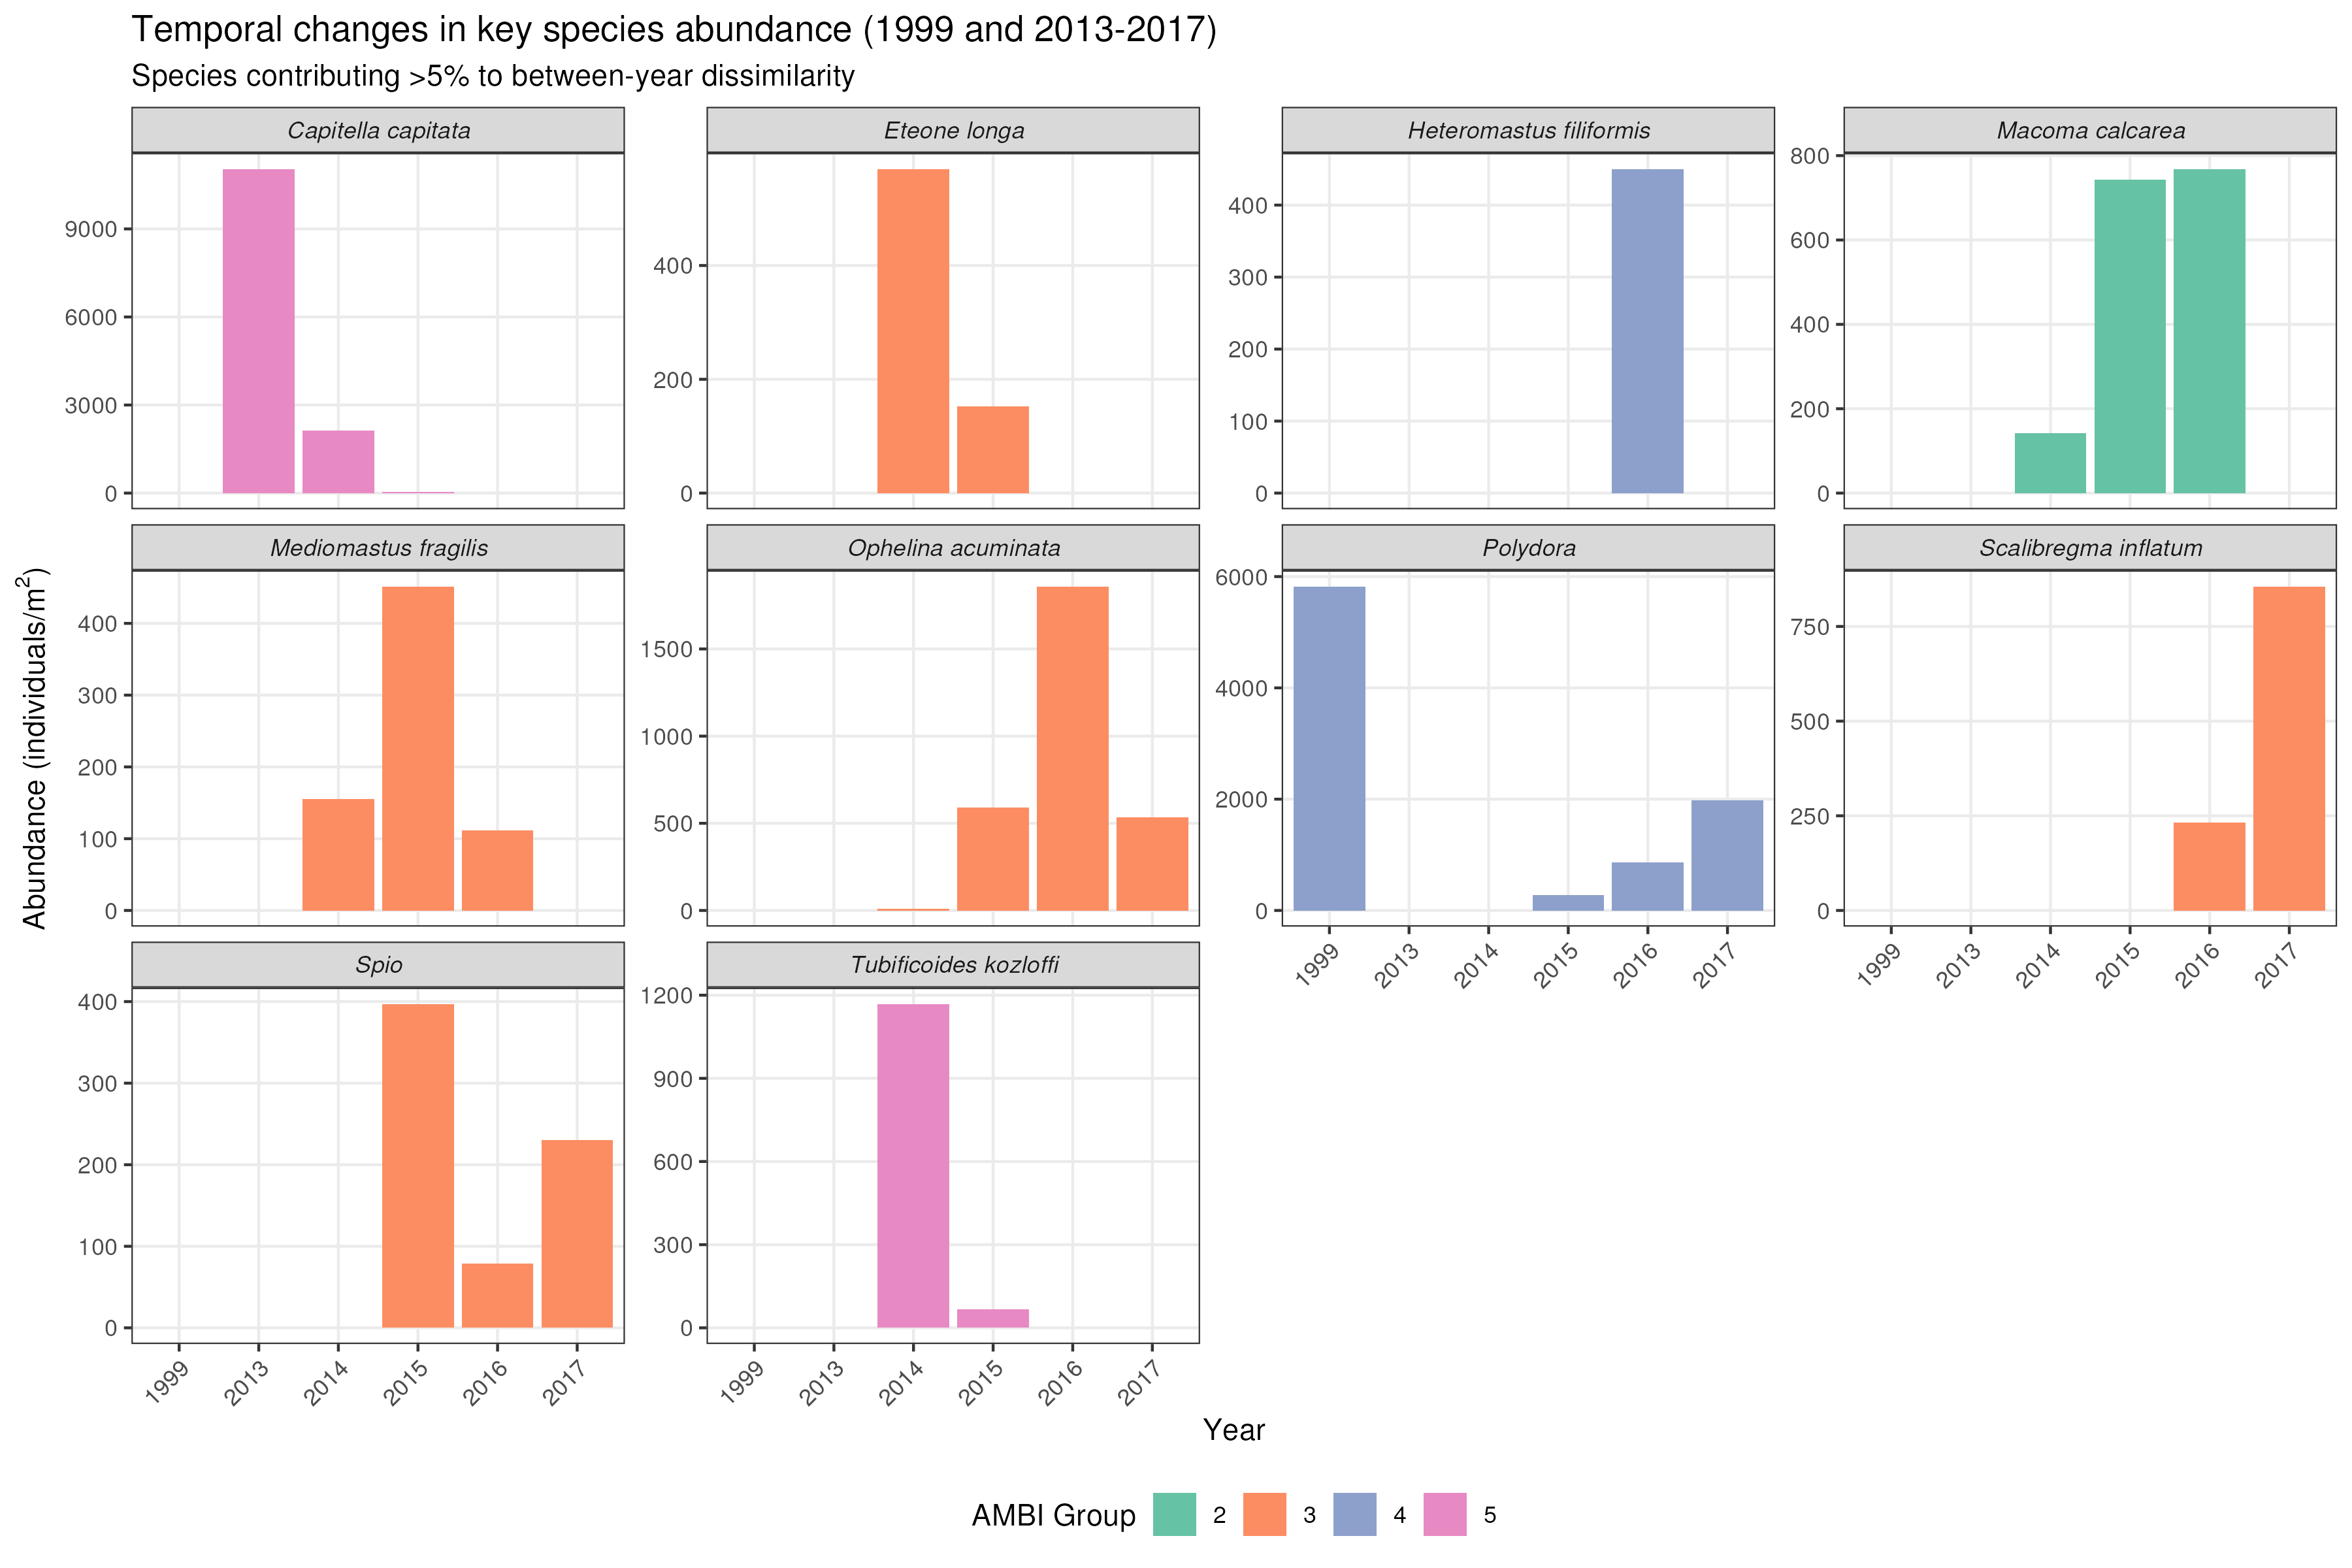 Temporal changes in key species abundance (1999 and 2013-2017)
Species contributing >5% to between-year dissimilarity
Capitella capitata
Eteone longa
Heteromastus filiformis
Macoma calcarea
9000
6000
3000
0
400
200
0
400
300
200
100
0
800
600
400
200
0
Mediomastus fragilis
Ophelina acuminata
Polydora
Scalibregma inflatum
400
300
200
100
0
1500
1000
500
0
6000
4000
2000
0
750
500
250
0
1999 2013 2014 2015 2016 2017
1999 2013 2014 2015 2016 2017
Spio
Tubificoides kozloffi
400
300
200
100
0
1200
900
600
300
0
1999 2013 2014 2015 2016 2017
1999 2013 2014 2015 2016 2017
Abundance (individuals/m²)
Year
AMBI Group 2 3 4 5